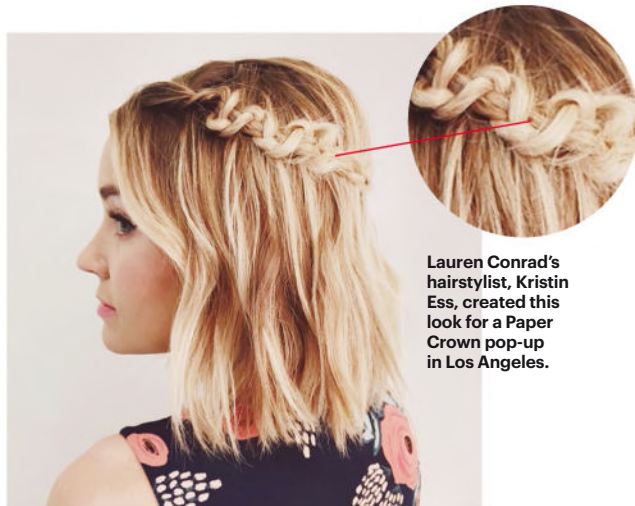 Lauren Conrad’s
hairstylist, Kristin
Ess, created this
look for a Paper
Crown pop-up
in Los Angeles.